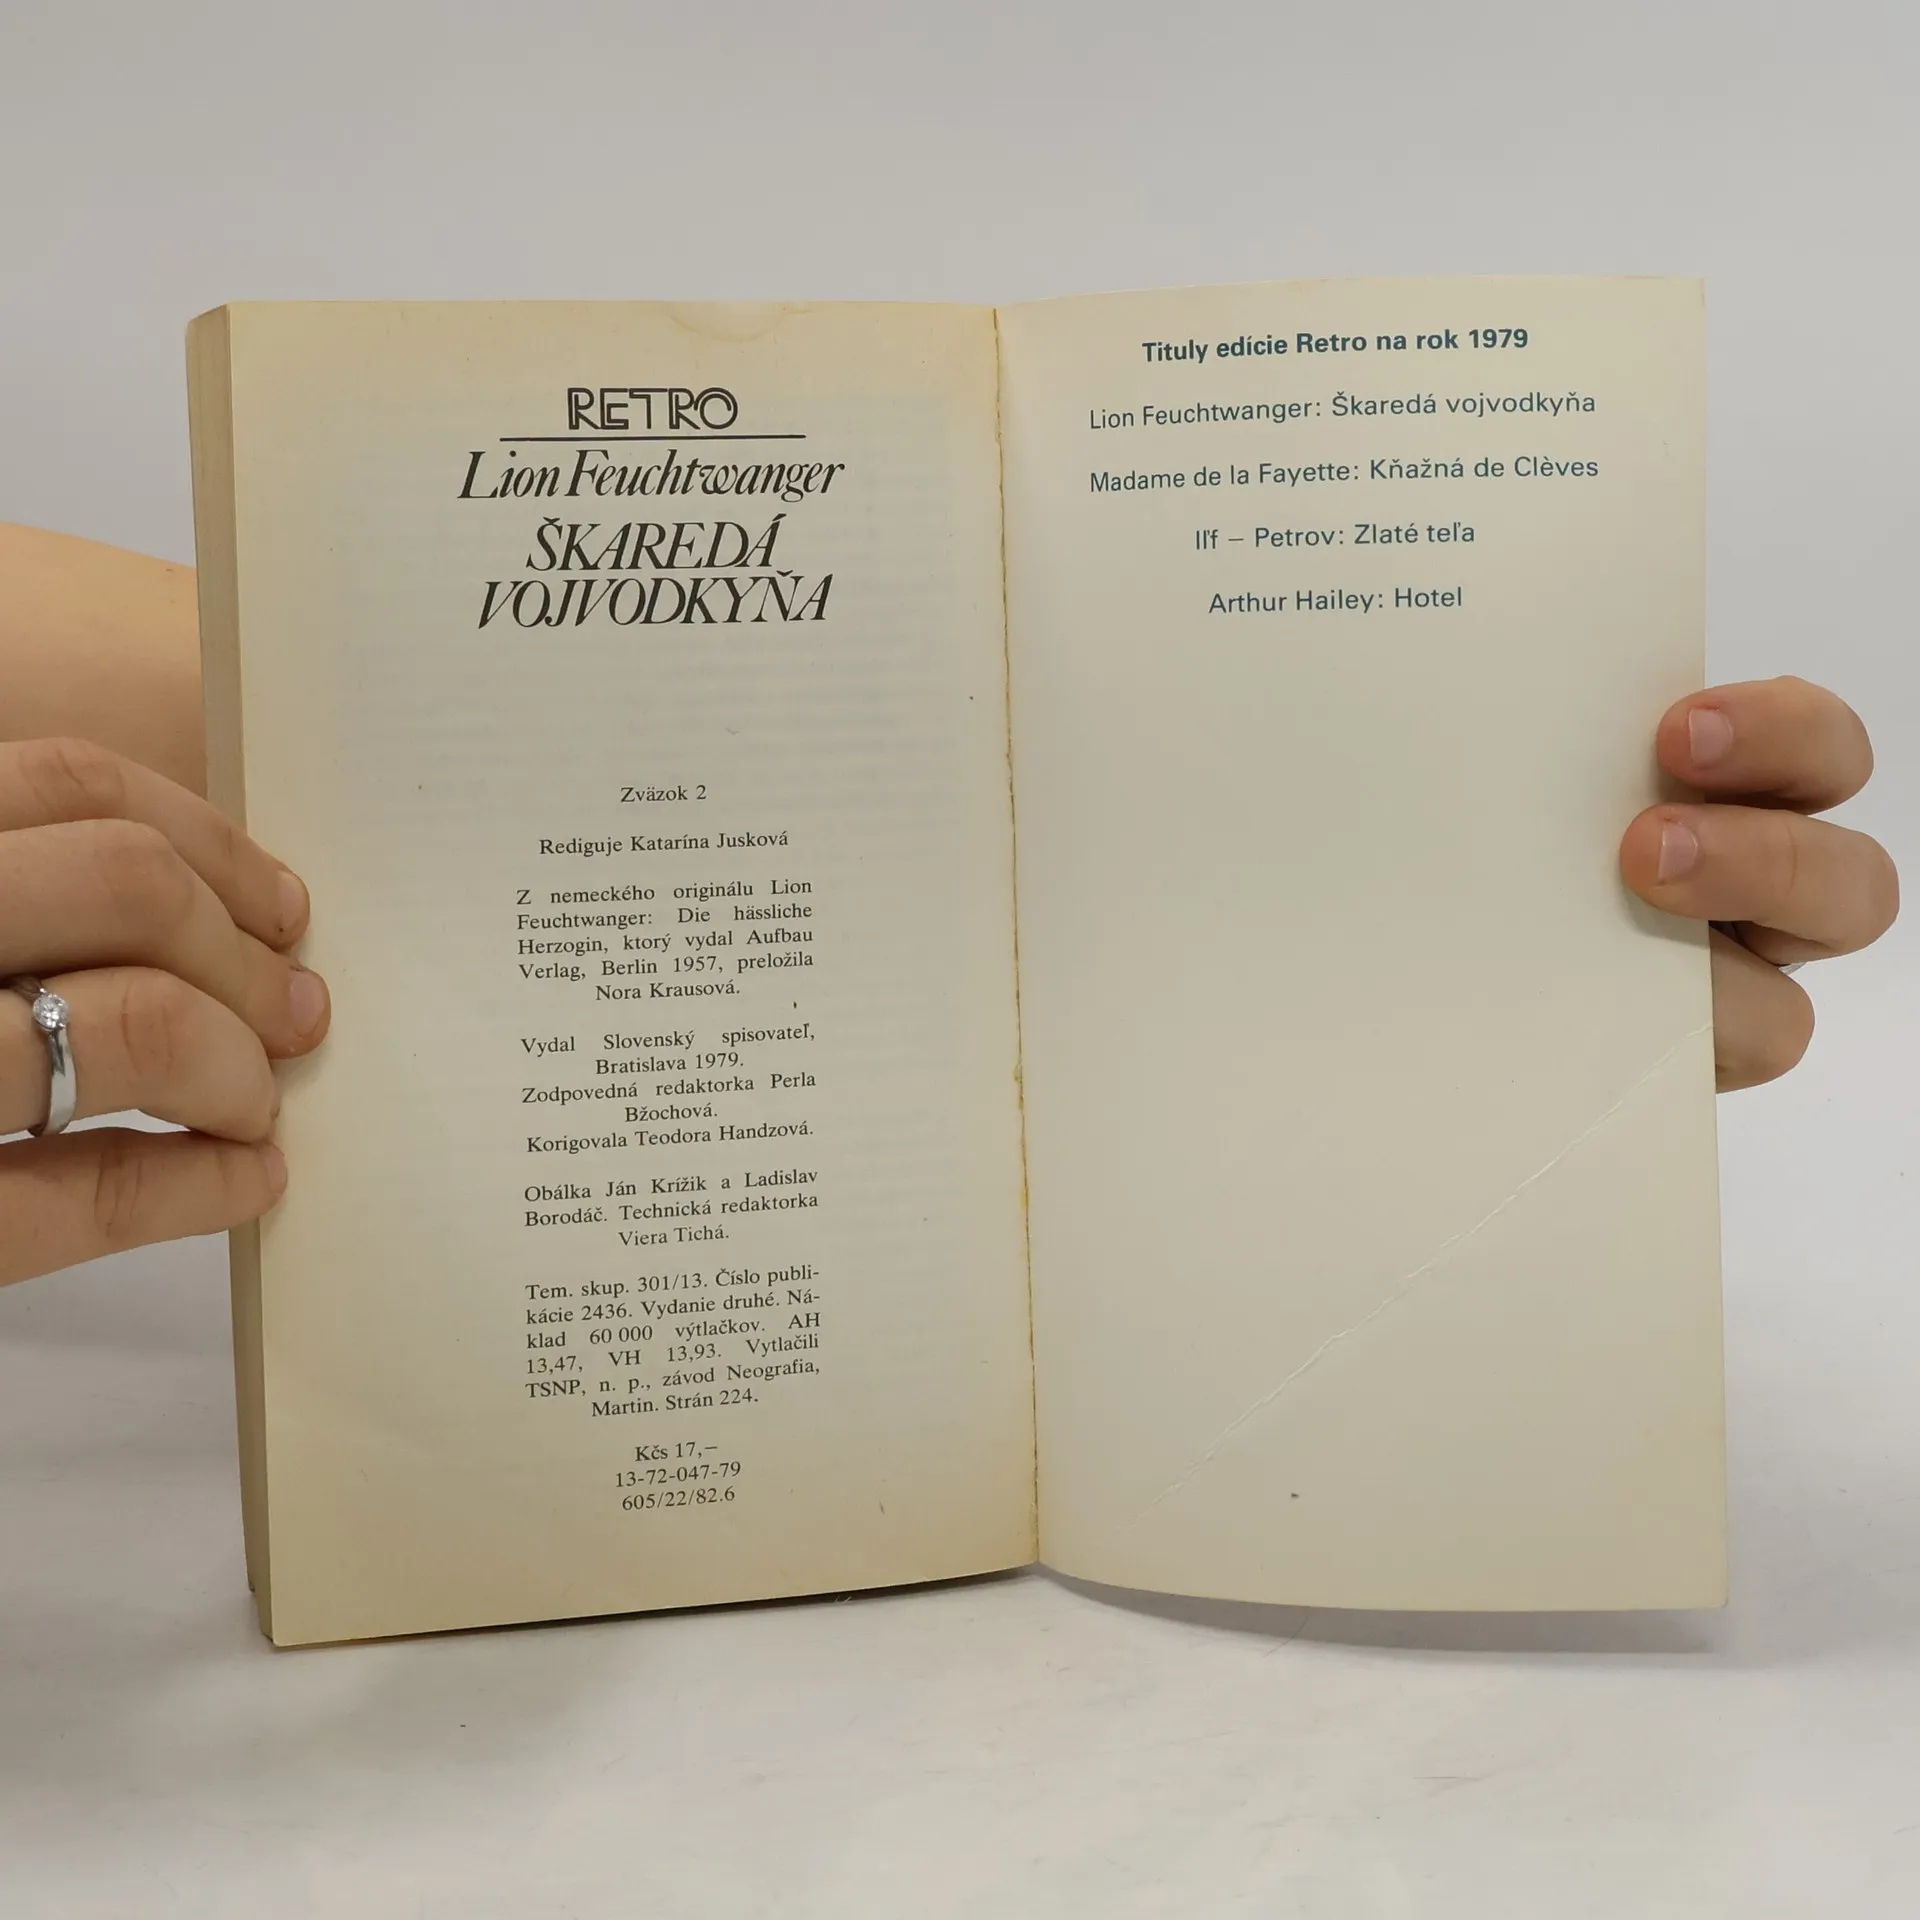 RETRO
Lion Feuchtwanger
ŠKAREDÁ
VOJVODKYŇA
Zväzok 2
Rediguje Katarína Jusková
Z nemeckého originálu Lion
Feuchtwanger: Die hässliche
Herzogin, ktorý vydal Aufbau
Verlag, Berlin 1957, preložila
Nora Krausová.
Vydal Slovenský spisovateľ,
Bratislava 1979.
Zodpovedná redaktorka Perla
Bžochová.
Korigovala Teodora Handzová.
Obálka Ján Krížik a Ladislav
Borodáč. Technická redaktorka
Viera Tichá.
Tem. skup. 301/13. Číslo publi-
kácie 2436. Vydanie druhé. Ná-
klad 60 000 výtlačkov. AH
13,47, VH 13,93. Vytlačili
TSNP, n. p., závod Neografia,
Martin. Strán 224.
Kčs 17,–
13-72-047-79
605/22/82.6
Tituly edície Retro na rok 1979
Lion Feuchtwanger: Škaredá vojvodkyňa
Madame de la Fayette: Kňažná de Clèves
Iľf – Petrov: Zlaté teľa
Arthur Hailey: Hotel